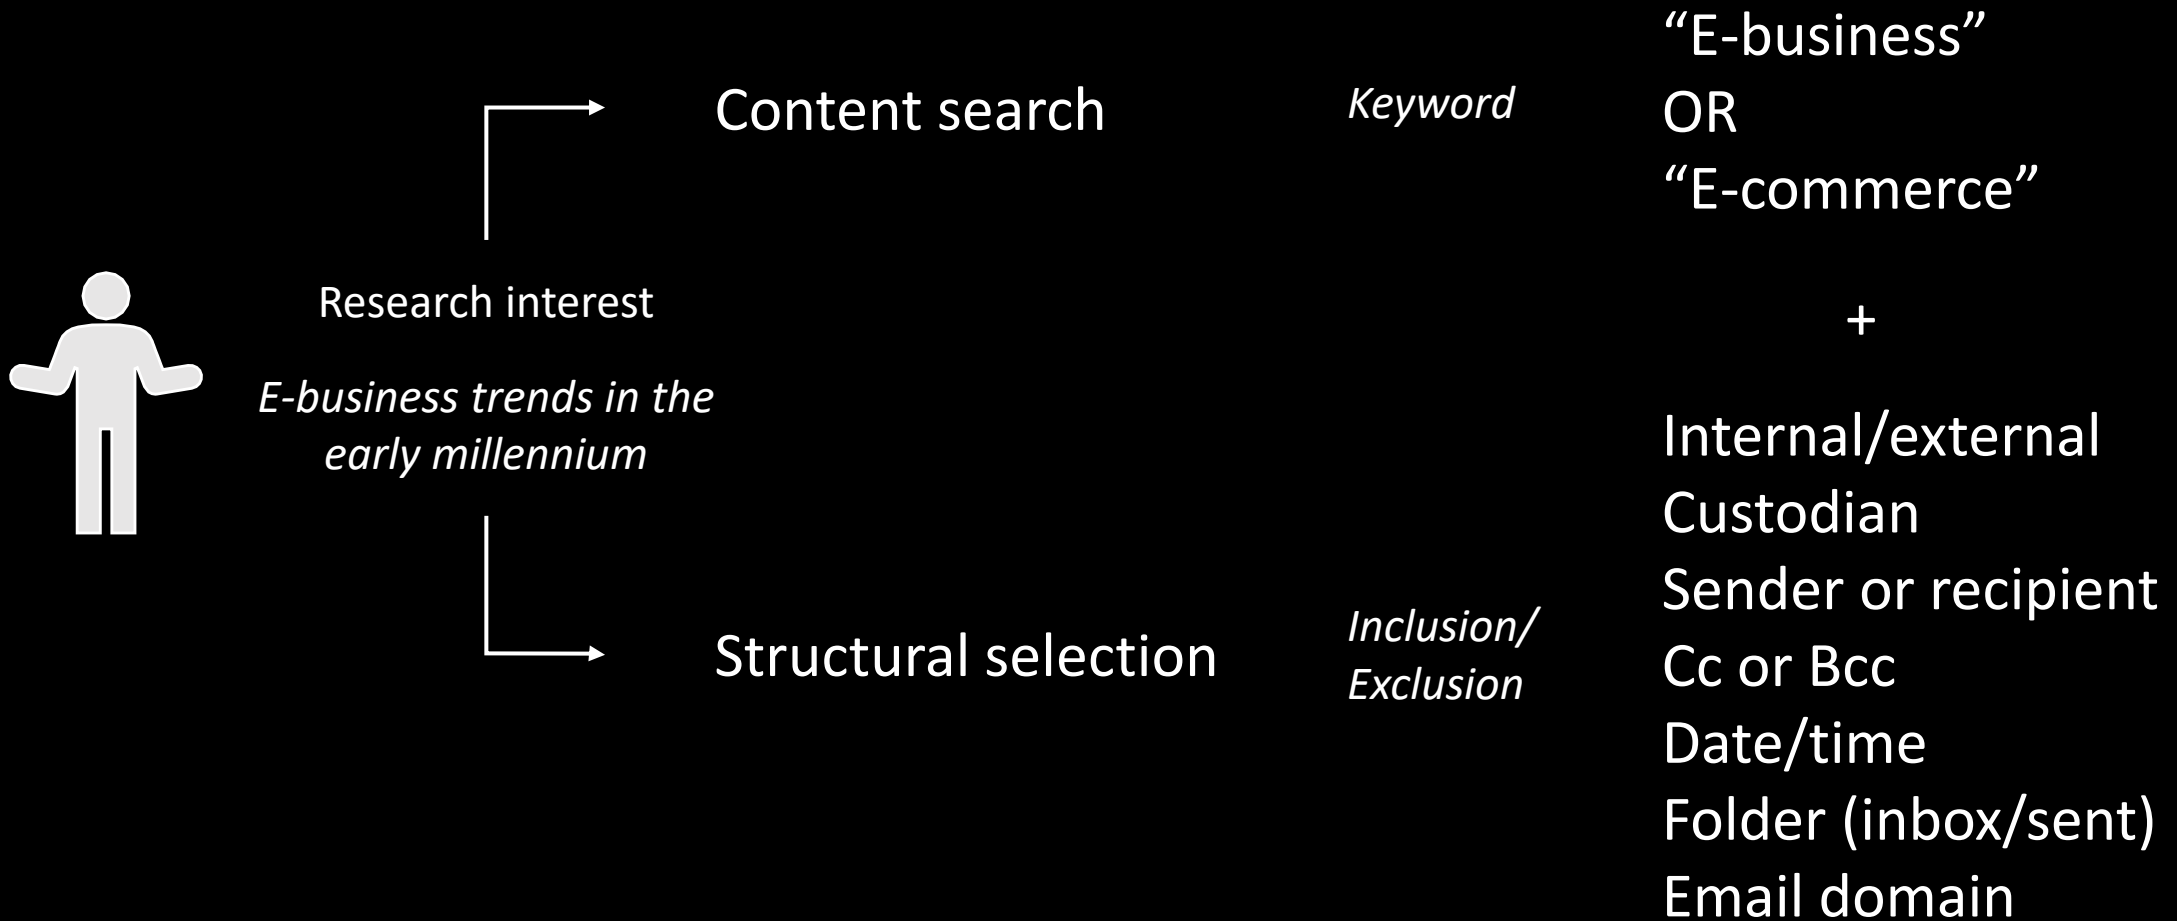 “E-business”
OR
“E-commerce”
Content search
Keyword
Research interest
E-business trends in the
early millennium
+
Structural selection
Inclusion/
Exclusion
Internal/external
Custodian
Sender or recipient
Cc or Bcc
Date/time
Folder (inbox/sent)
Email domain